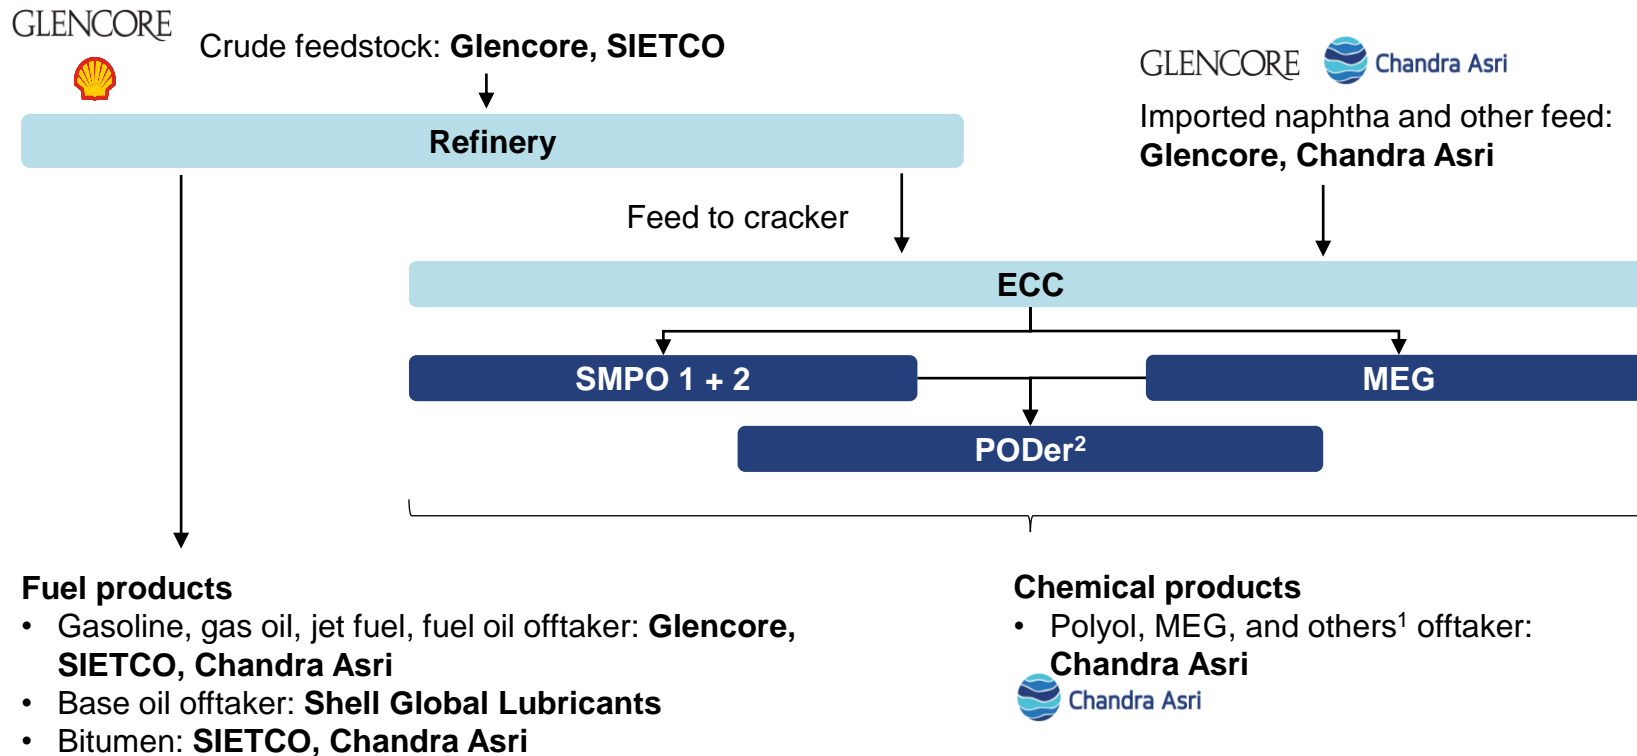 GLENCORE
Crude feedstock: Glencore, SIETCO
GLENCORE Chandra Asri
Imported naphtha and other feed:
Glencore, Chandra Asri
Refinery
Feed to cracker
ECC
SMPO 1 + 2
MEG
PODer²
Fuel products
• Gasoline, gas oil, jet fuel, fuel oil offtaker: Glencore,
SIETCO, Chandra Asri
• Base oil offtaker: Shell Global Lubricants
• Bitumen: SIETCO, Chandra Asri
Chemical products
• Polyol, MEG, and others¹ offtaker:
Chandra Asri
Chandra Asri